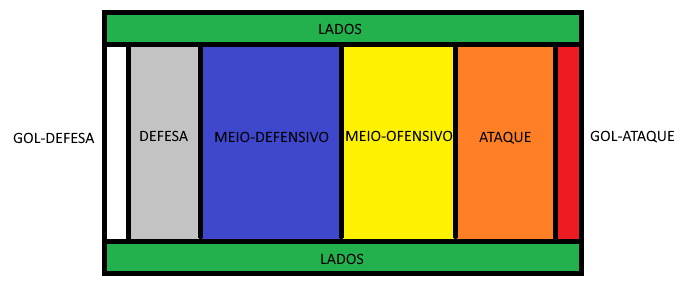 LADOS
GOL-DEFESA
DEFESA
MEIO-DEFENSIVO
MEIO-OFENSIVO
ATAQUE
GOL-ATAQUE
LADOS